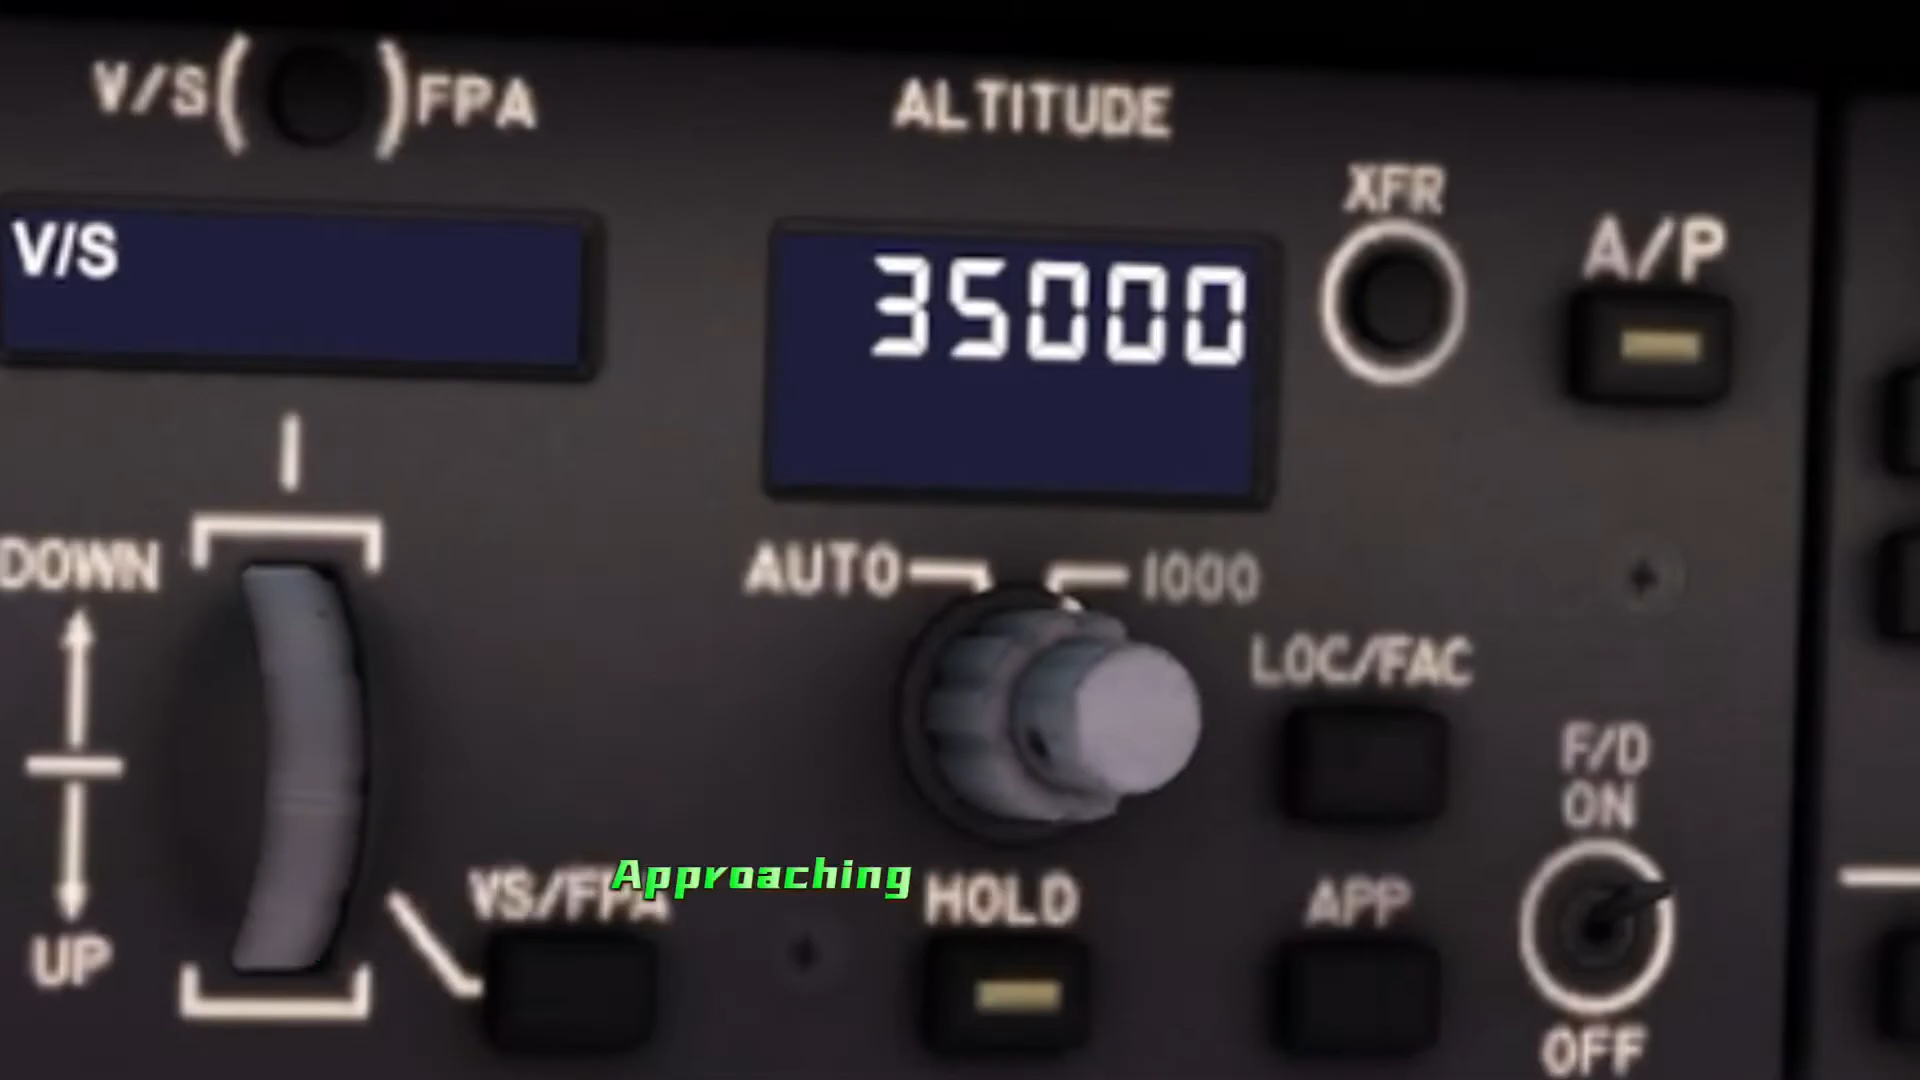 V/S( )FPA
ALTITUDE
XFR
A/P
V/S
35000
AUTO
1000
DOWN
LOC/FAC
F/D
ON
VS/FPA
Approaching
HOLD
APP
UP
OFF